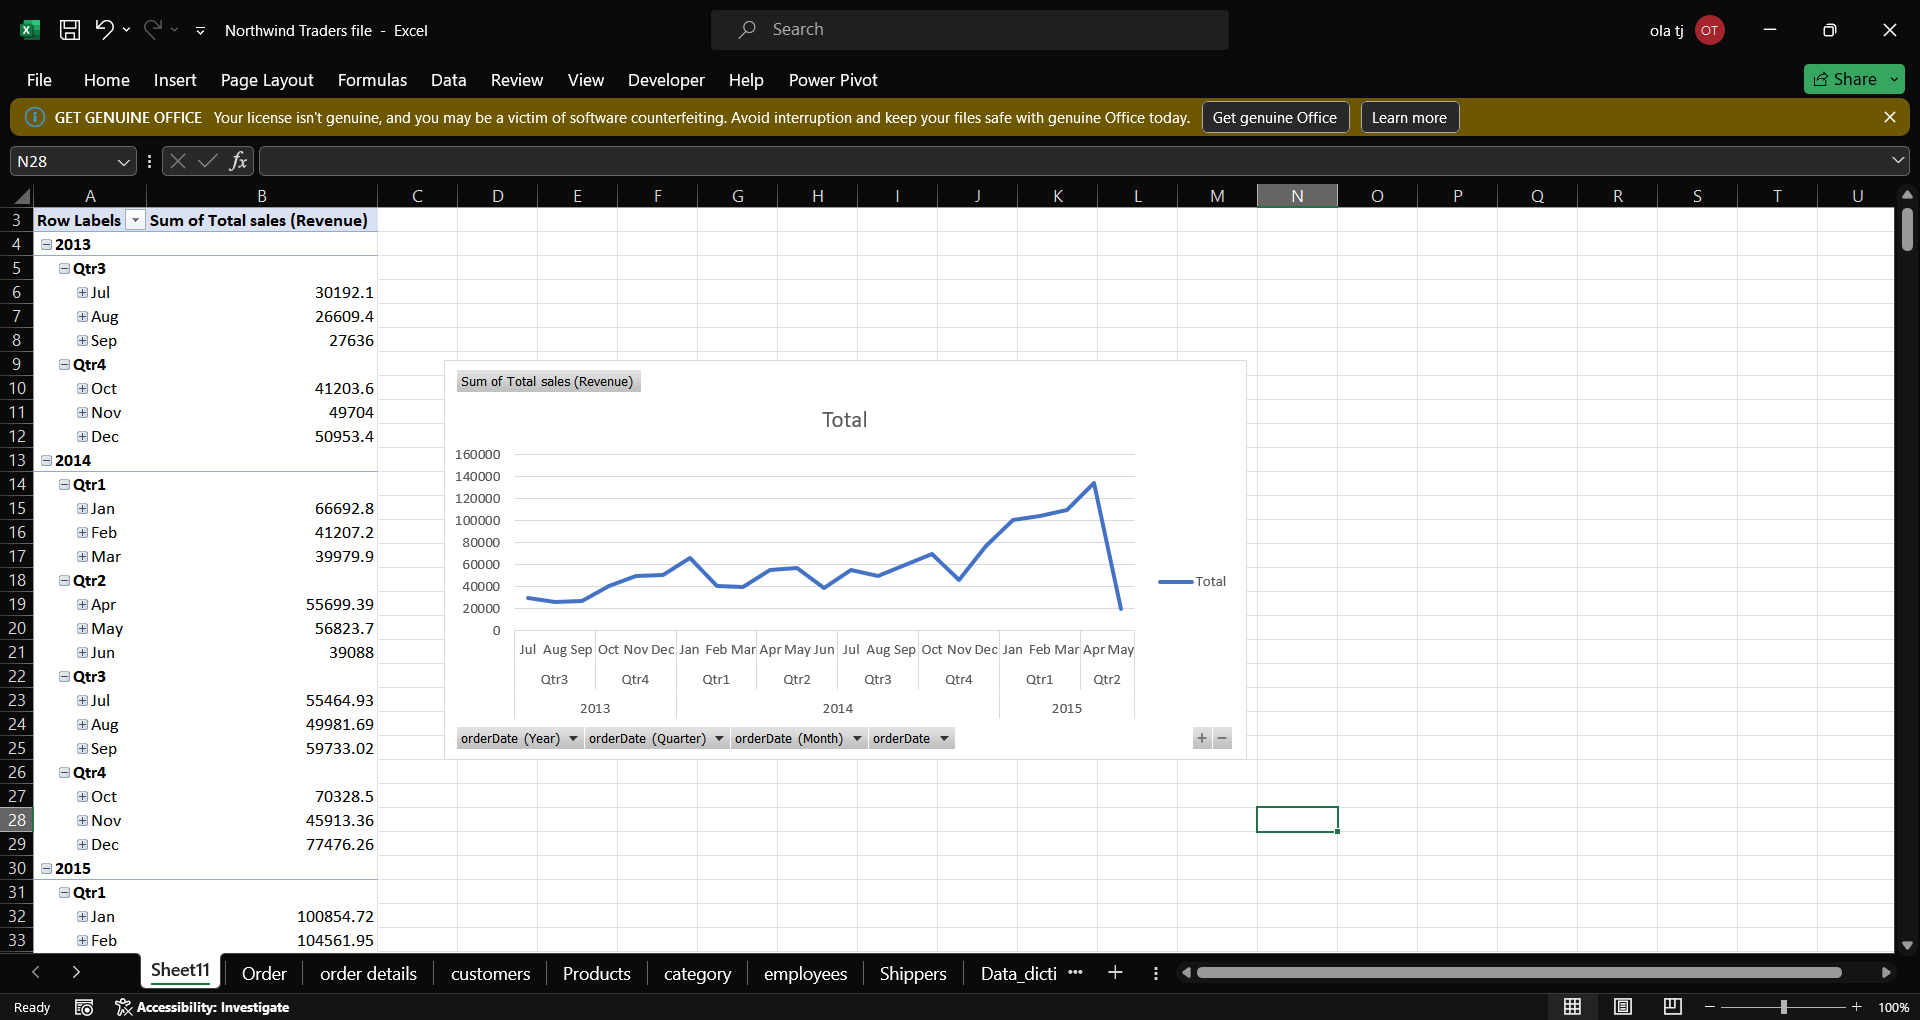 Northwind Traders file - Excel
Search
ola tj OT
File Home Insert Page Layout Formulas Data Review View Developer Help Power Pivot Share
GET GENUINE OFFICE Your license isn't genuine, and you may be a victim of software counterfeiting. Avoid interruption and keep your files safe with genuine Office today. Get genuine Office Learn more
N28 fx
A B C D E F G H I J K L M N O P Q R S T U
3 Row Labels Sum of Total sales (Revenue)
4 2013
5 Qtr3
6 Jul 30192.1
7 Aug 26609.4
8 Sep 27636
9 Qtr4
10 Oct 41203.6
11 Nov 49704
12 Dec 50953.4
13 2014
14 Qtr1
15 Jan 66692.8
16 Feb 41207.2
17 Mar 39979.9
18 Qtr2
19 Apr 55699.39
20 May 56823.7
21 Jun 39088
22 Qtr3
23 Jul 55464.93
24 Aug 49981.69
25 Sep 59733.02
26 Qtr4
27 Oct 70328.5
28 Nov 45913.36
29 Dec 77476.26
30 2015
31 Qtr1
32 Jan 100854.72
33 Feb 104561.95
Sum of Total sales (Revenue)
Total
160000
140000
120000
100000
80000
60000
40000
20000
0
Total
Jul Aug Sep Oct Nov Dec Jan Feb Mar Apr May Jun Jul Aug Sep Oct Nov Dec Jan Feb Mar Apr May
Qtr3 Qtr4 Qtr1 Qtr2 Qtr3 Qtr4 Qtr1 Qtr2
2013 2014 2015
orderDate (Year) orderDate (Quarter) orderDate (Month) orderDate
Sheet11 Order order details customers Products category employees Shippers Data_dicti ···
Ready Accessibility: Investigate 100%